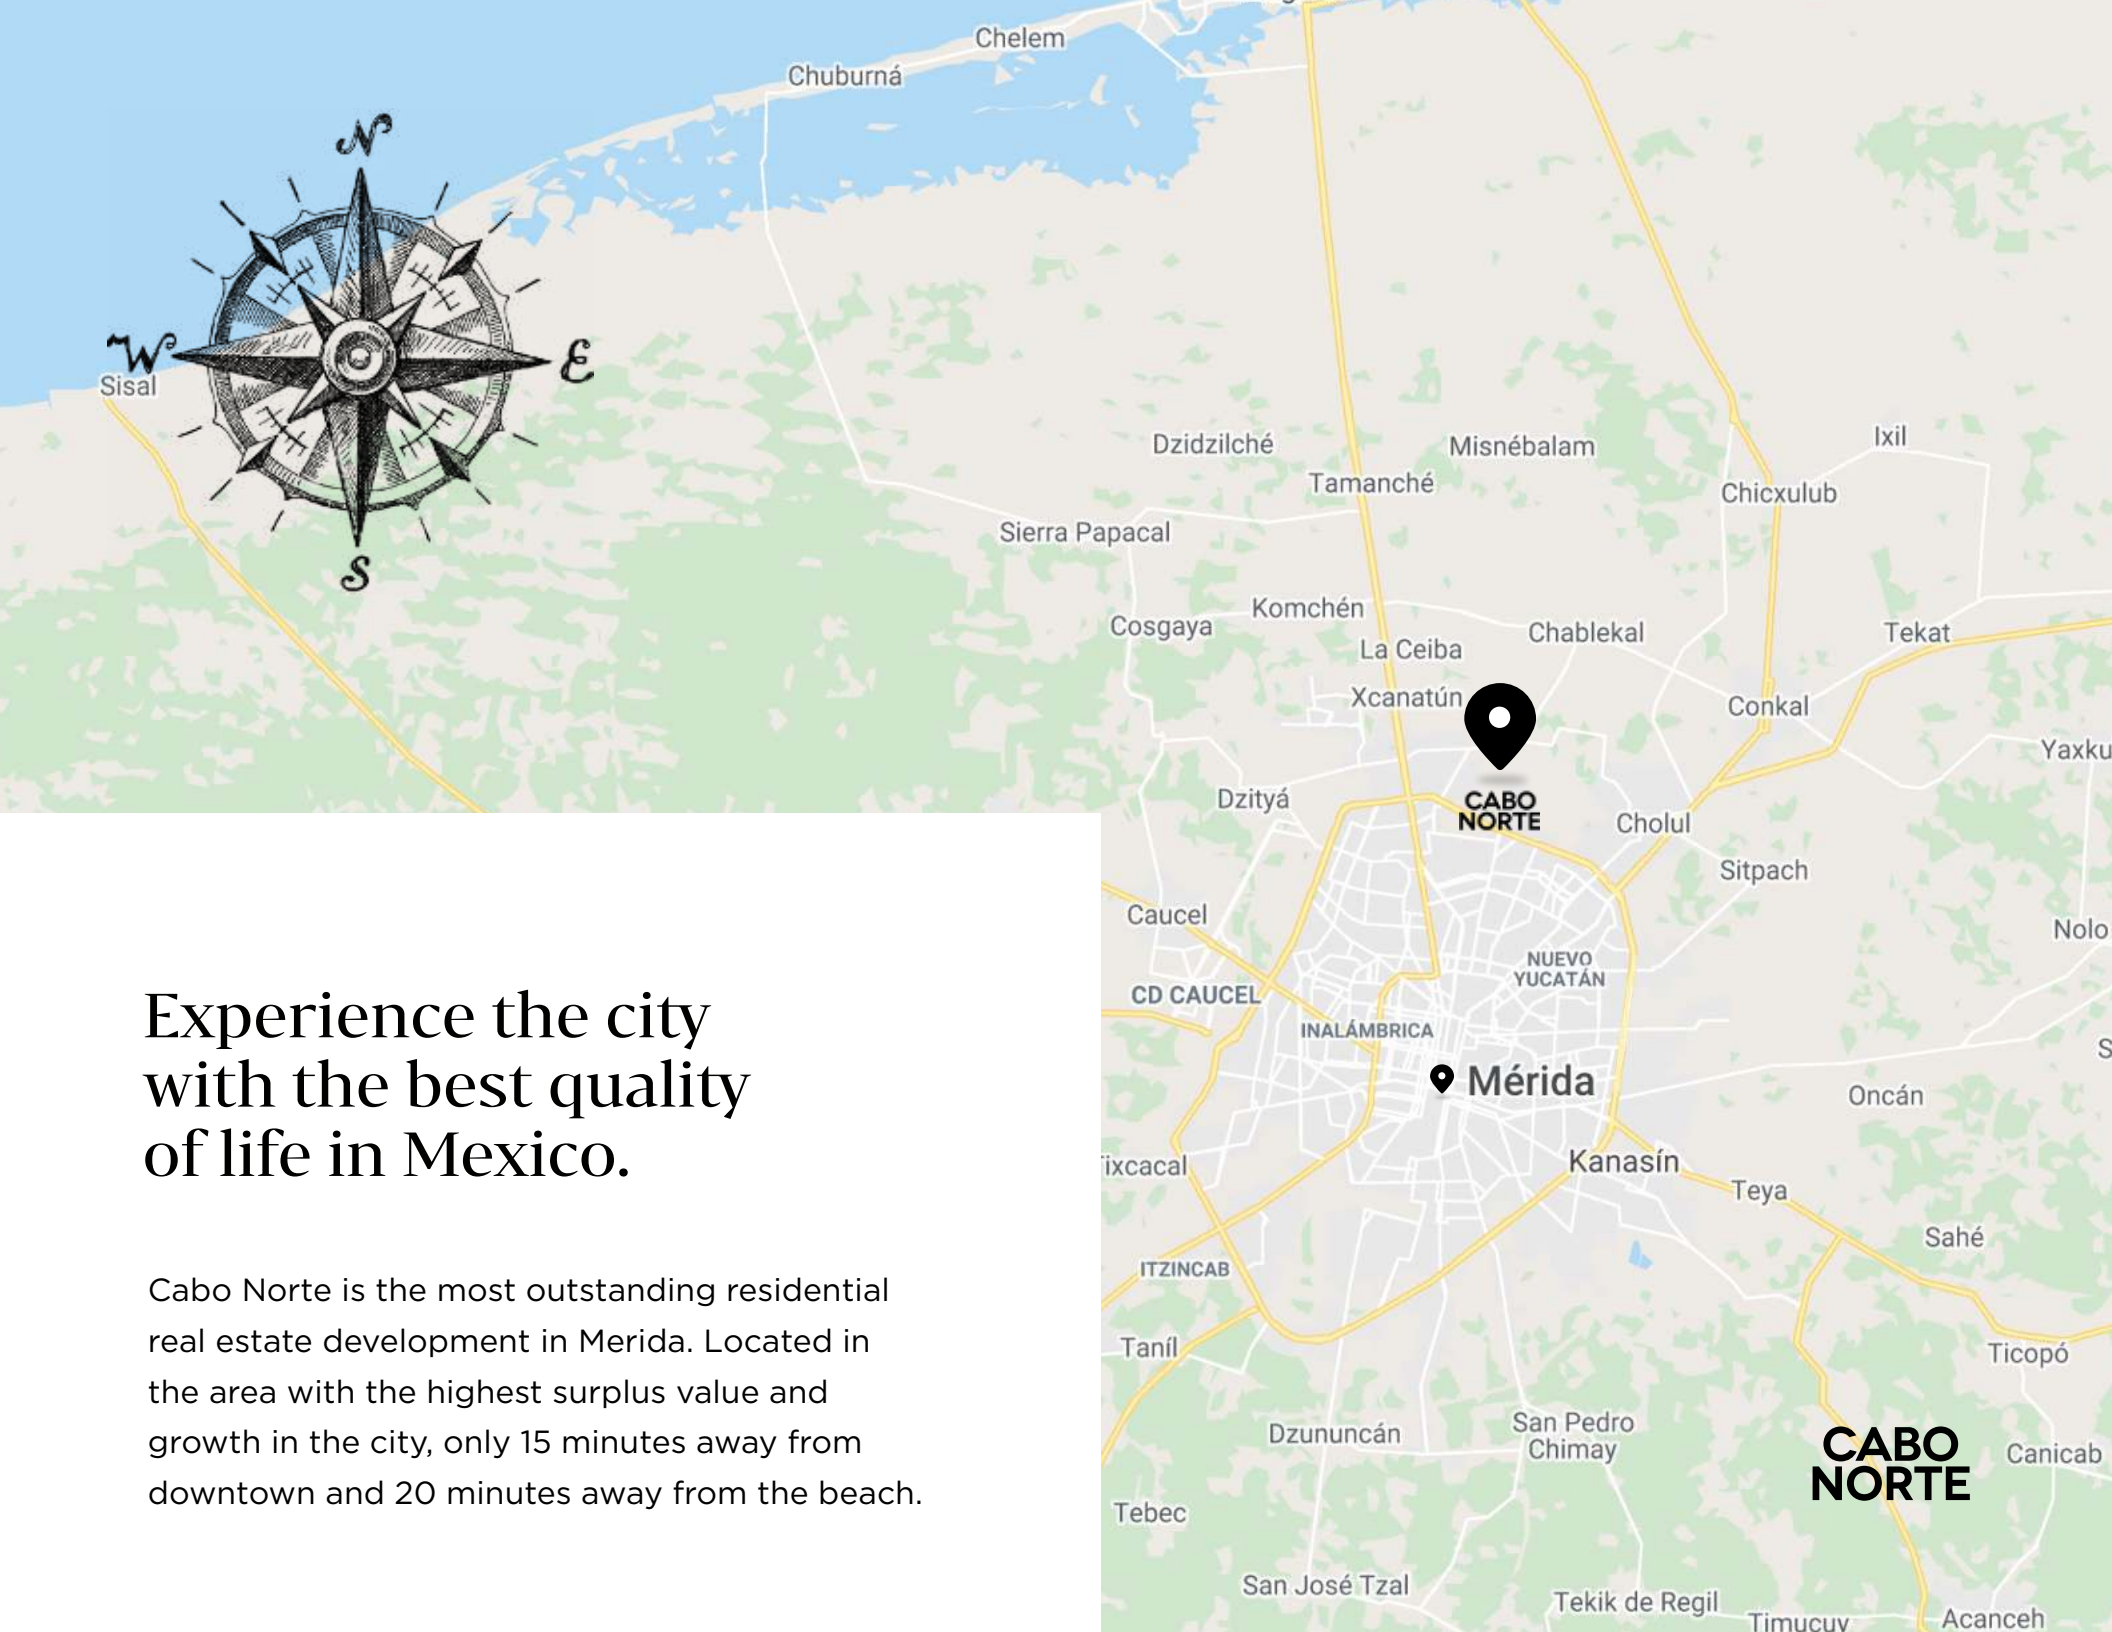 Chelem
Chuburná
N
W
E
S
Sisal
Dzidzilché
Misnébalam
Ixil
Tamanché
Chicxulub
Sierra Papacal
Komchén
Cosgaya
La Ceiba
Chablekal
Tekat
Xcanatún
Conkal
Yaxku
Dzityá
CABO
NORTE
Cholul
Sitpach
Caucel
Nolo
NUEVO
YUCATÁN
CD CAUCEL
INALÁMBRICA
Mérida
Oncán
Kanasín
ixcacal
Teya
Sahé
ITZINCAB
Taníl
Ticopó
Dzununcán
San Pedro
Chimay
Canicab
Tebec
San José Tzal
Tekik de Regil
Timucuy
Acanceh
Experience the city
with the best quality
of life in Mexico.
Cabo Norte is the most outstanding residential
real estate development in Merida. Located in
the area with the highest surplus value and
growth in the city, only 15 minutes away from
downtown and 20 minutes away from the beach.
CABO
NORTE